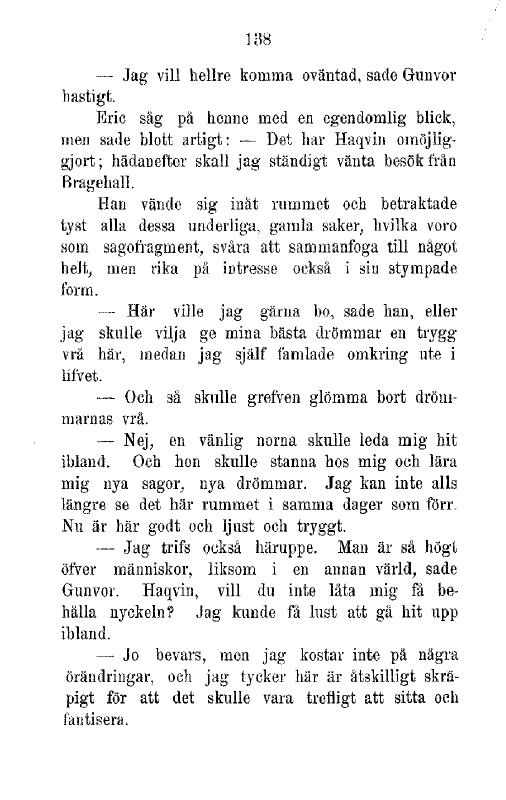 138
— Jag vill hellre komma oväntad, sade Gunvor
hastigt.
Eric såg på henne med en egendomlig blick,
men sade blott artigt: — Det har Haqvin omöjlig-
gjort; hädanefter skall jag ständigt vänta besök från
Bragehall.
Han vände sig inåt rummet och betraktade
tyst alla dessa underliga, gamla saker, hvilka voro
som sagofragment, svåra att sammanfoga till något
helt, men rika på intresse också i sin stympade
form.
— Här ville jag gärna bo, sade han, eller
jag skulle vilja ge mina bästa drömmar en trygg
vrå här, medan jag själf famlade omkring ute i
lifvet.
— Och så skulle grefven glömma bort dröm-
marnas vrå.
— Nej, en vänlig norna skulle leda mig hit
ibland. Och hon skulle stanna hos mig och lära
mig nya sagor, nya drömmar. Jag kan inte alls
längre se det här rummet i samma dager som förr.
Nu är här godt och ljust och tryggt.
— Jag trifs också häruppe. Man är så högt
öfver människor, liksom i en annan värld, sade
Gunvor. Haqvin, vill du inte låta mig få be-
hålla nyckeln? Jag kunde få lust att gå hit upp
ibland.
— Jo bevars, men jag kostar inte på några
örändringar, och jag tycker här är åtskilligt skrä-
pigt för att det skulle vara trefligt att sitta och
fantisera.